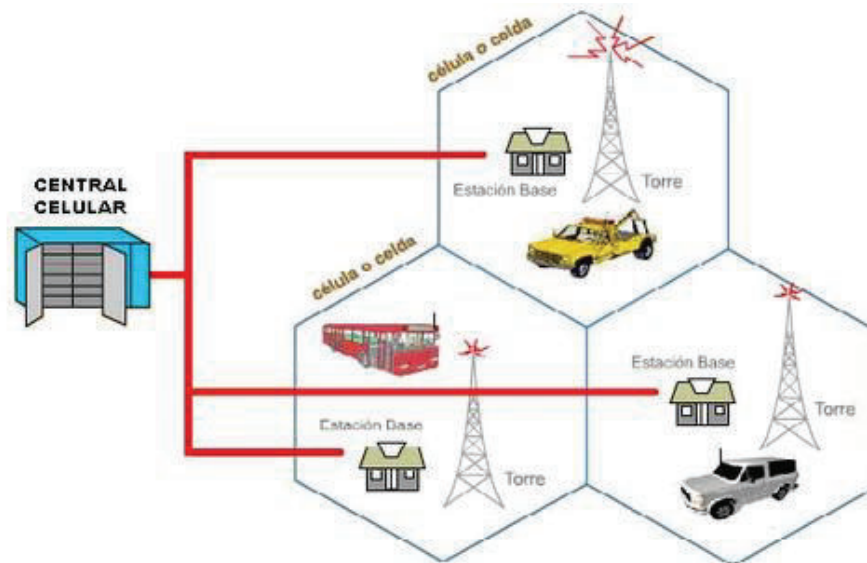 célula o celda
CENTRAL
CELULAR
Estación Base
Torre
célula o celda
Estación Base
Torre
Estación Base
Torre